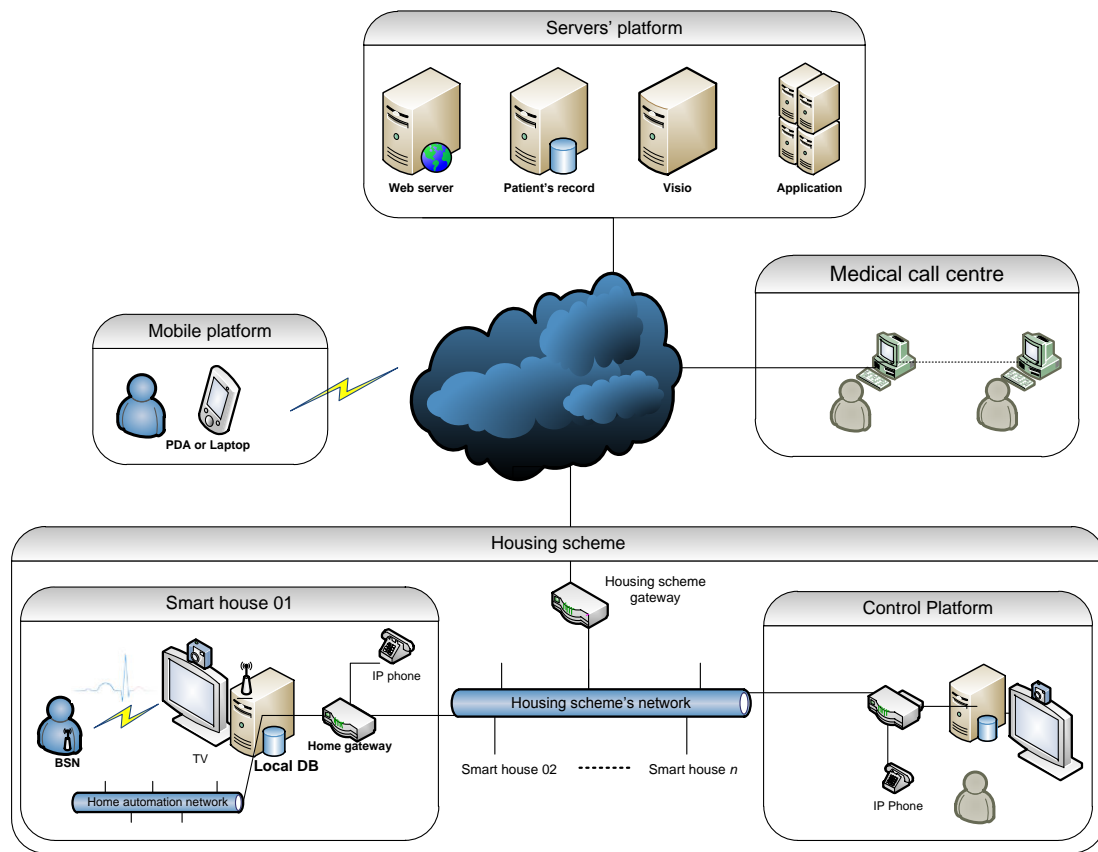 Servers' platform
Web server
Patient's record
Visio
Application
Medical call centre
Mobile platform
PDA or Laptop
Housing scheme
Housing scheme
gateway
Smart house 01
Control Platform
IP phone
Housing scheme's network
BSN
TV
Local DB
Home gateway
Home automation network
Smart house 02
Smart house n
IP Phone